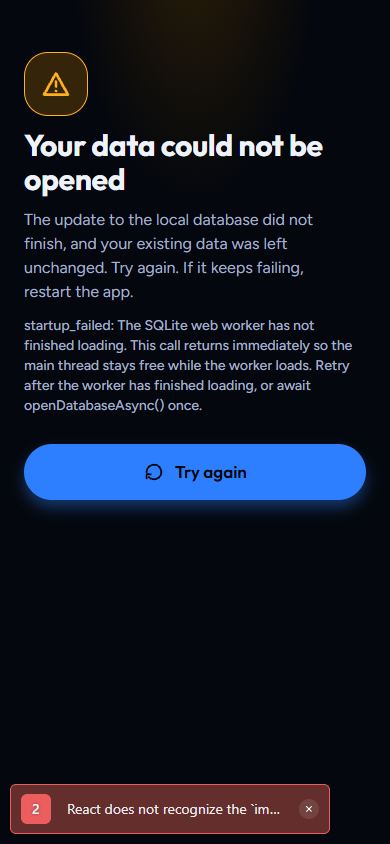 Your data could not be
opened
The update to the local database did not
finish, and your existing data was left
unchanged. Try again. If it keeps failing,
restart the app.
startup_failed: The SQLite web worker has not
finished loading. This call returns immediately so the
main thread stays free while the worker loads. Retry
after the worker has finished loading, or await
openDatabaseAsync() once.
Try again
2 React does not recognize the `im...